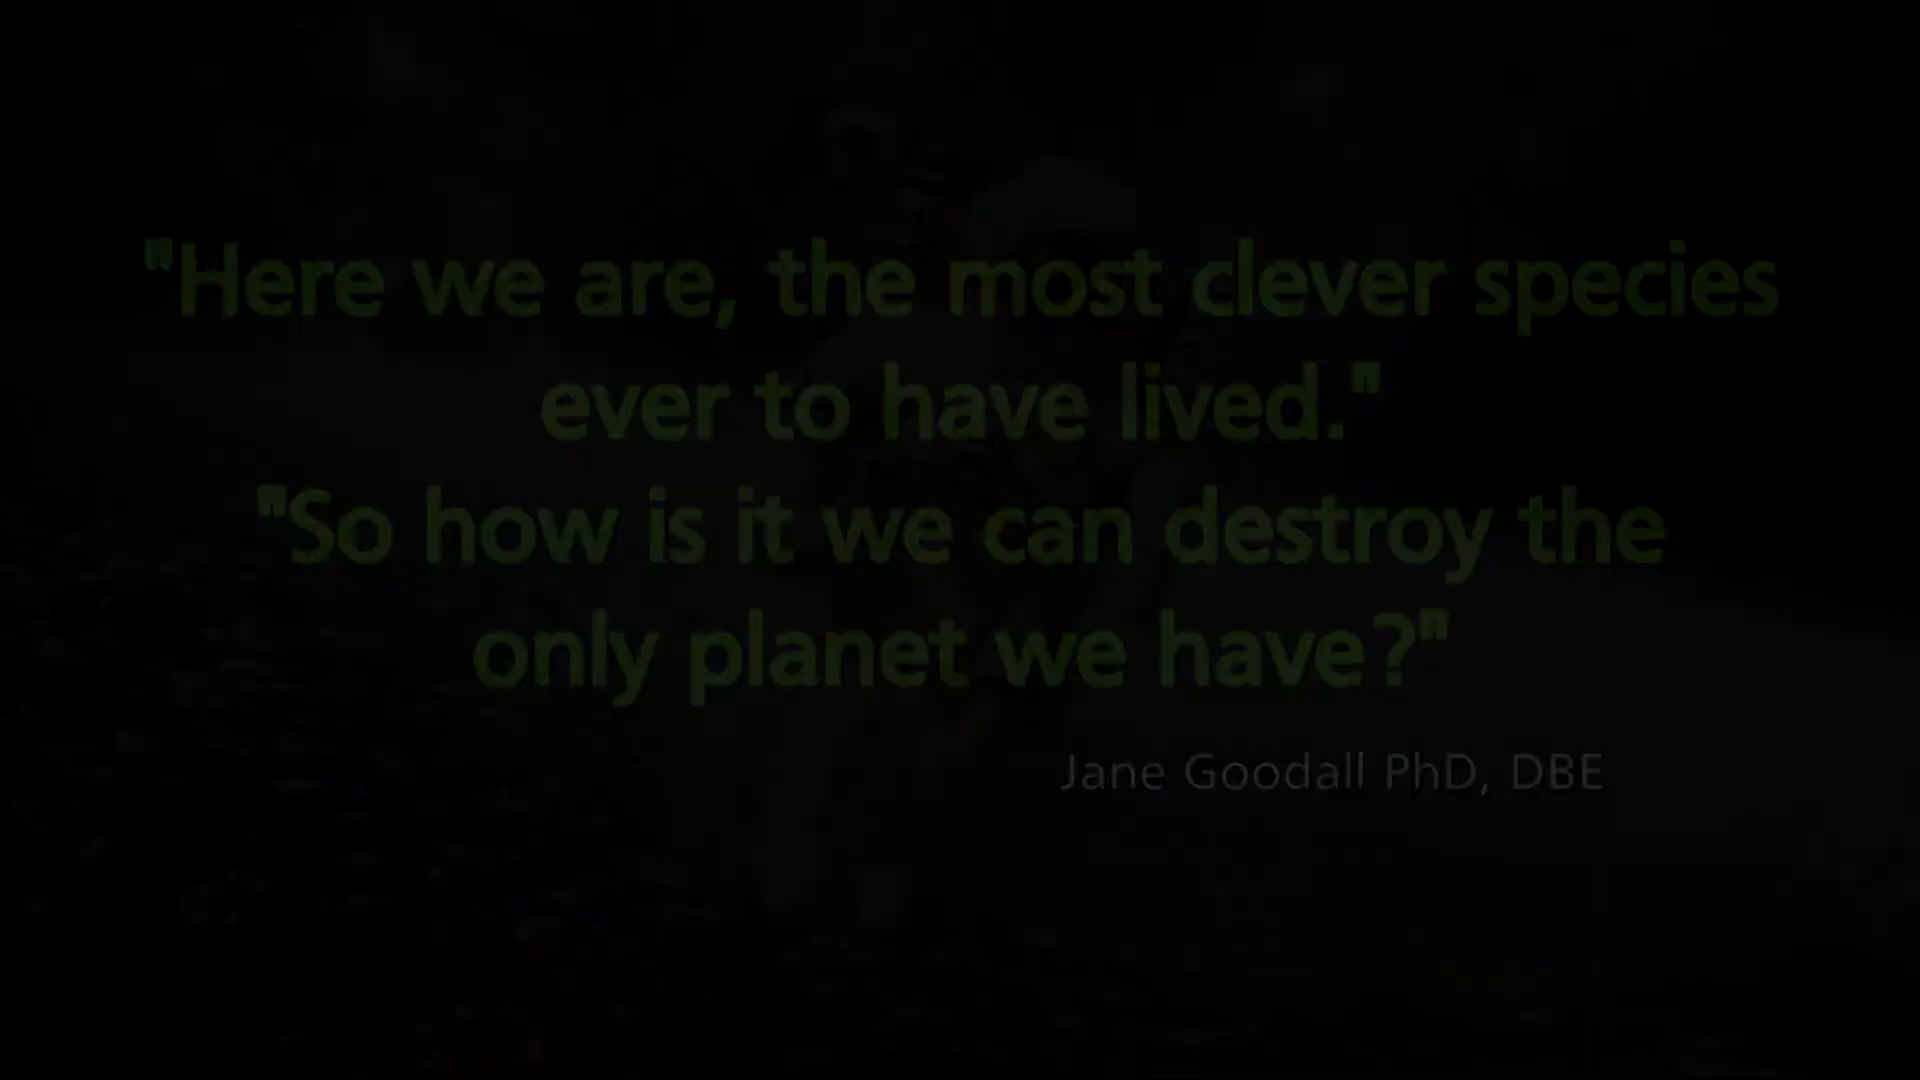 "Here we are, the most clever species
ever to have lived."
"So how is it we can destroy the
only planet we have?"
Jane Goodall PhD, DBE